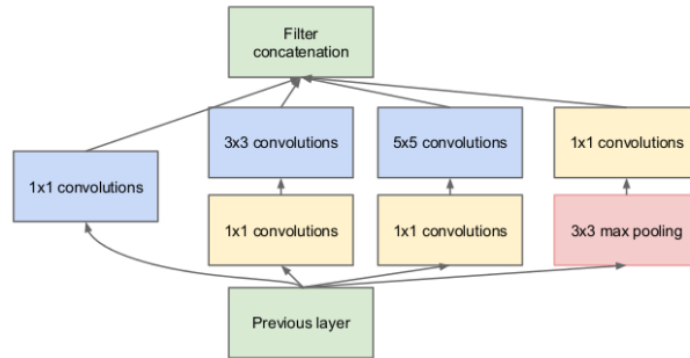 Filter
concatenation
3x3 convolutions
5x5 convolutions
1x1 convolutions
1x1 convolutions
1x1 convolutions
1x1 convolutions
3x3 max pooling
Previous layer